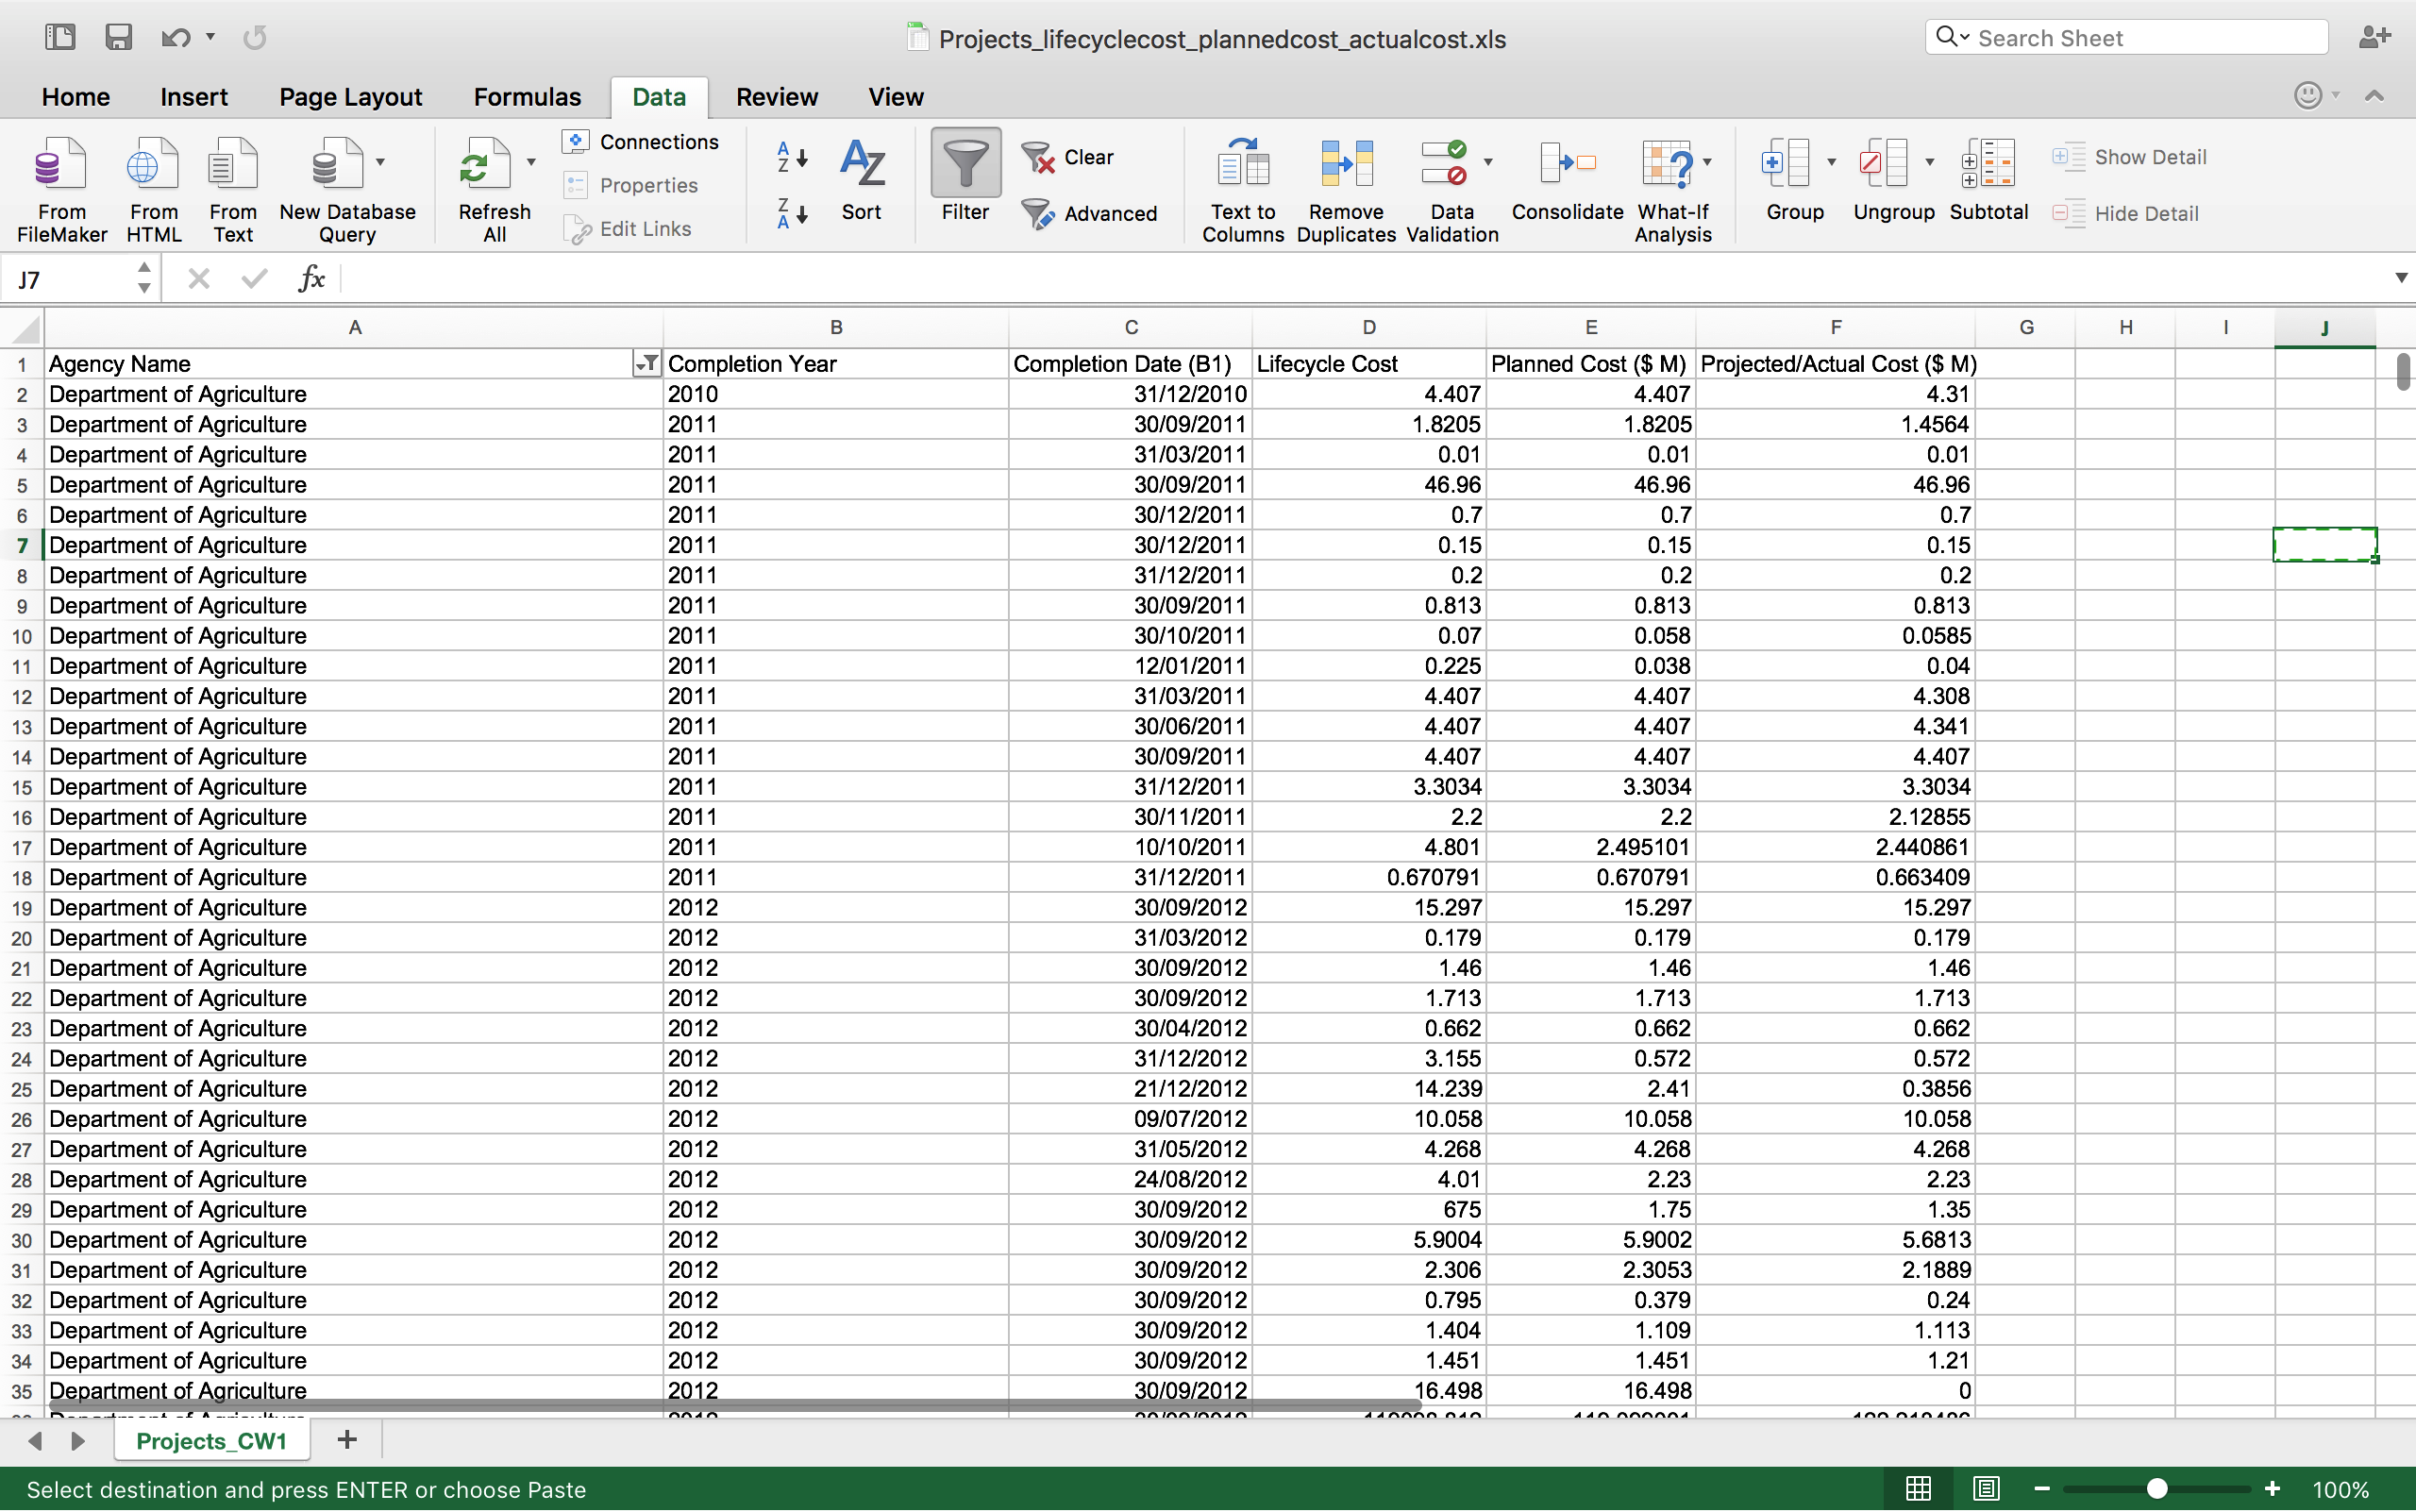 Projects_lifecyclecost_plannedcost_actualcost.xls
Search Sheet
Home Insert Page Layout Formulas Data Review View
From FileMaker
From HTML
From Text
New Database Query
Refresh All
Connections
Properties
Edit Links
Sort
Filter
Clear
Advanced
Text to Columns
Remove Duplicates
Data Validation
Consolidate
What-If Analysis
Group
Ungroup
Subtotal
Show Detail
Hide Detail
J7 fx
A B C D E F G H I J
1 Agency Name Completion Year Completion Date (B1) Lifecycle Cost Planned Cost ($ M) Projected/Actual Cost ($ M)
2 Department of Agriculture 2010 31/12/2010 4.407 4.407 4.31
3 Department of Agriculture 2011 30/09/2011 1.8205 1.8205 1.4564
4 Department of Agriculture 2011 31/03/2011 0.01 0.01 0.01
5 Department of Agriculture 2011 30/09/2011 46.96 46.96 46.96
6 Department of Agriculture 2011 30/12/2011 0.7 0.7 0.7
7 Department of Agriculture 2011 30/12/2011 0.15 0.15 0.15
8 Department of Agriculture 2011 31/12/2011 0.2 0.2 0.2
9 Department of Agriculture 2011 30/09/2011 0.813 0.813 0.813
10 Department of Agriculture 2011 30/10/2011 0.07 0.058 0.0585
11 Department of Agriculture 2011 12/01/2011 0.225 0.038 0.04
12 Department of Agriculture 2011 31/03/2011 4.407 4.407 4.308
13 Department of Agriculture 2011 30/06/2011 4.407 4.407 4.341
14 Department of Agriculture 2011 30/09/2011 4.407 4.407 4.407
15 Department of Agriculture 2011 31/12/2011 3.3034 3.3034 3.3034
16 Department of Agriculture 2011 30/11/2011 2.2 2.2 2.12855
17 Department of Agriculture 2011 10/10/2011 4.801 2.495101 2.440861
18 Department of Agriculture 2011 31/12/2011 0.670791 0.670791 0.663409
19 Department of Agriculture 2012 30/09/2012 15.297 15.297 15.297
20 Department of Agriculture 2012 31/03/2012 0.179 0.179 0.179
21 Department of Agriculture 2012 30/09/2012 1.46 1.46 1.46
22 Department of Agriculture 2012 30/09/2012 1.713 1.713 1.713
23 Department of Agriculture 2012 30/04/2012 0.662 0.662 0.662
24 Department of Agriculture 2012 31/12/2012 3.155 0.572 0.572
25 Department of Agriculture 2012 21/12/2012 14.239 2.41 0.3856
26 Department of Agriculture 2012 09/07/2012 10.058 10.058 10.058
27 Department of Agriculture 2012 31/05/2012 4.268 4.268 4.268
28 Department of Agriculture 2012 24/08/2012 4.01 2.23 2.23
29 Department of Agriculture 2012 30/09/2012 675 1.75 1.35
30 Department of Agriculture 2012 30/09/2012 5.9004 5.9002 5.6813
31 Department of Agriculture 2012 30/09/2012 2.306 2.3053 2.1889
32 Department of Agriculture 2012 30/09/2012 0.795 0.379 0.24
33 Department of Agriculture 2012 30/09/2012 1.404 1.109 1.113
34 Department of Agriculture 2012 30/09/2012 1.451 1.451 1.21
35 Department of Agriculture 2012 30/09/2012 16.498 16.498 0
Projects_CW1 +
Select destination and press ENTER or choose Paste
100%